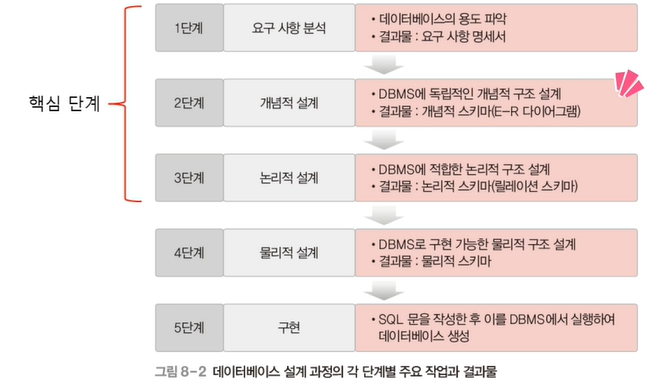 핵심 단계
1단계
요구 사항 분석
• 데이터베이스의 용도 파악
• 결과물 : 요구 사항 명세서
2단계
개념적 설계
• DBMS에 독립적인 개념적 구조 설계
• 결과물 : 개념적 스키마(E-R 다이어그램)
3단계
논리적 설계
• DBMS에 적합한 논리적 구조 설계
• 결과물 : 논리적 스키마(릴레이션 스키마)
4단계
물리적 설계
• DBMS로 구현 가능한 물리적 구조 설계
• 결과물 : 물리적 스키마
5단계
구현
• SQL 문을 작성한 후 이를 DBMS에서 실행하여
데이터베이스 생성
그림 8-2 데이터베이스 설계 과정의 각 단계별 주요 작업과 결과물